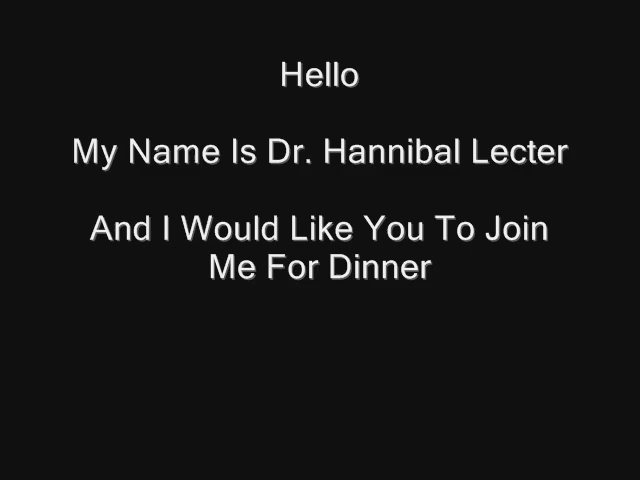 Hello
My Name Is Dr. Hannibal Lecter
And I Would Like You To Join
Me For Dinner